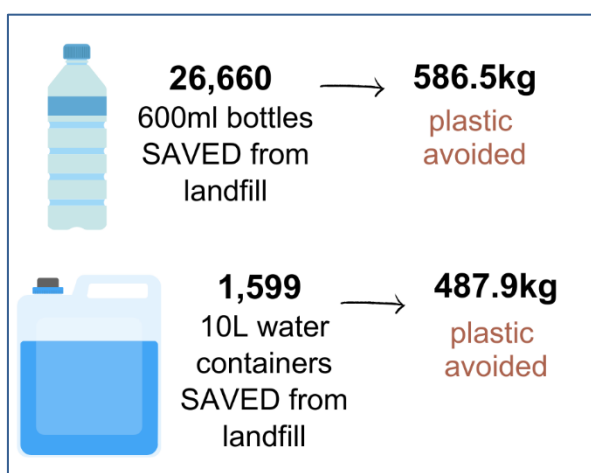 26,660
600ml bottles
SAVED from
landfill
586.5kg
plastic
avoided
1,599
10L water
containers
SAVED from
landfill
487.9kg
plastic
avoided